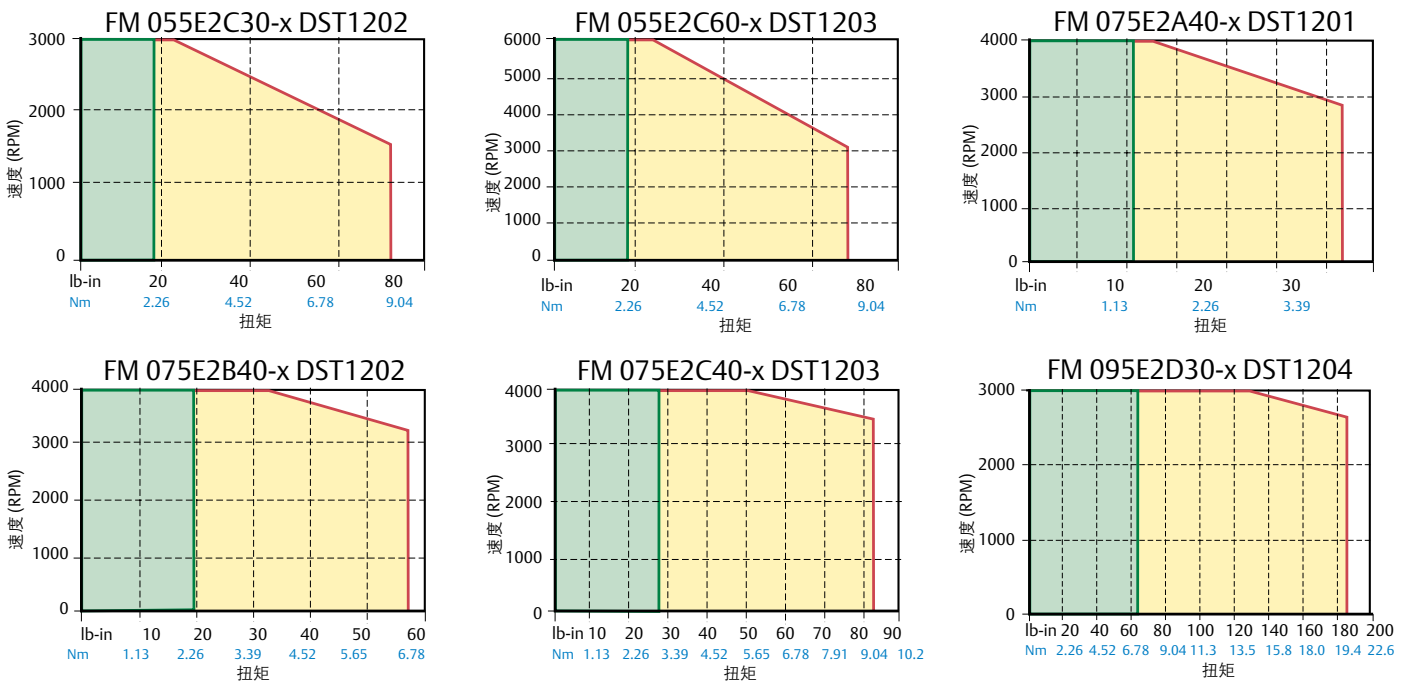 FM 055E2C30-x DST1202
3000
2000
1000
0
速度 (RPM)
lb-in 20 40 60 80
Nm 2.26 4.52 6.78 9.04
扭矩
FM 055E2C60-x DST1203
6000
5000
4000
3000
2000
1000
0
速度 (RPM)
lb-in 20 40 60 80
Nm 2.26 4.52 6.78 9.04
扭矩
FM 075E2A40-x DST1201
4000
3000
2000
1000
0
速度 (RPM)
lb-in 10 20 30
Nm 1.13 2.26 3.39
扭矩
FM 075E2B40-x DST1202
4000
3000
2000
1000
0
速度 (RPM)
lb-in 10 20 30 40 50 60
Nm 1.13 2.26 3.39 4.52 5.65 6.78
扭矩
FM 075E2C40-x DST1203
4000
3000
2000
1000
0
速度 (RPM)
lb-in 10 20 30 40 50 60 70 80 90
Nm 1.13 2.26 3.39 4.52 5.65 6.78 7.91 9.04 10.2
扭矩
FM 095E2D30-x DST1204
3000
2000
1000
0
速度 (RPM)
lb-in 20 40 60 80 100 120 140 160 180 200
Nm 2.26 4.52 6.78 9.04 11.3 13.5 15.8 18.0 19.4 22.6
扭矩